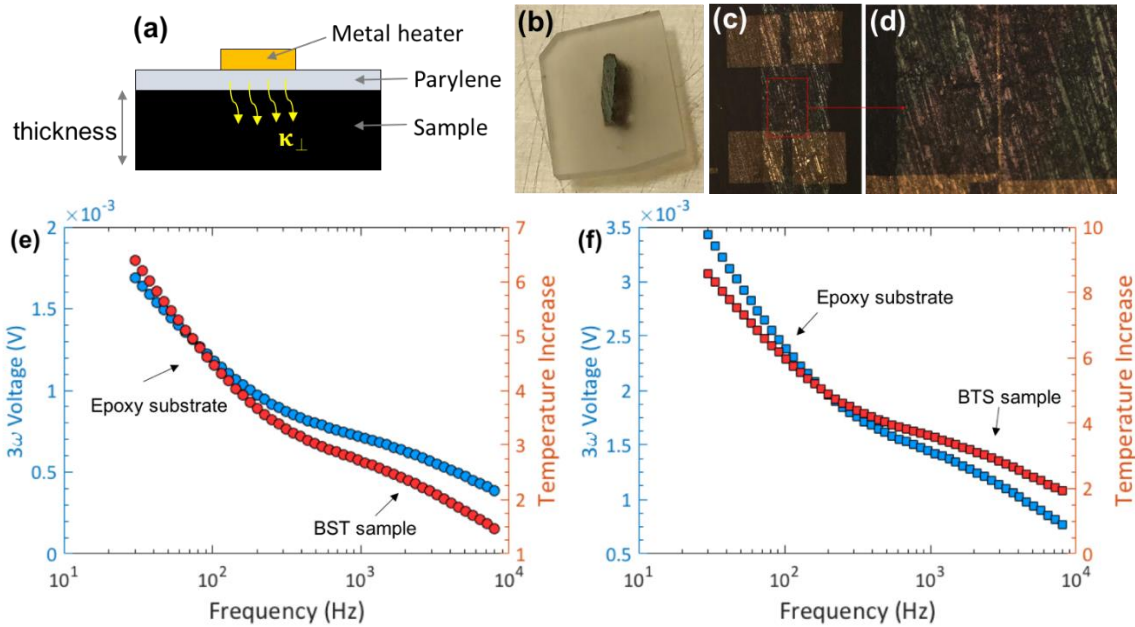 (a)
Metal heater
Parylene
Sample
thickness
κ⊥
(b)
(c)
(d)
(e)
×10⁻³
2
1.5
1
0.5
0
3ω Voltage (V)
7
6
5
4
3
2
1
Temperature Increase
Epoxy substrate
BST sample
10¹
10²
10³
10⁴
Frequency (Hz)
(f)
×10⁻³
3.5
3
2.5
2
1.5
1
0.5
3ω Voltage (V)
10
8
6
4
2
0
Temperature Increase
Epoxy substrate
BTS sample
10¹
10²
10³
10⁴
Frequency (Hz)